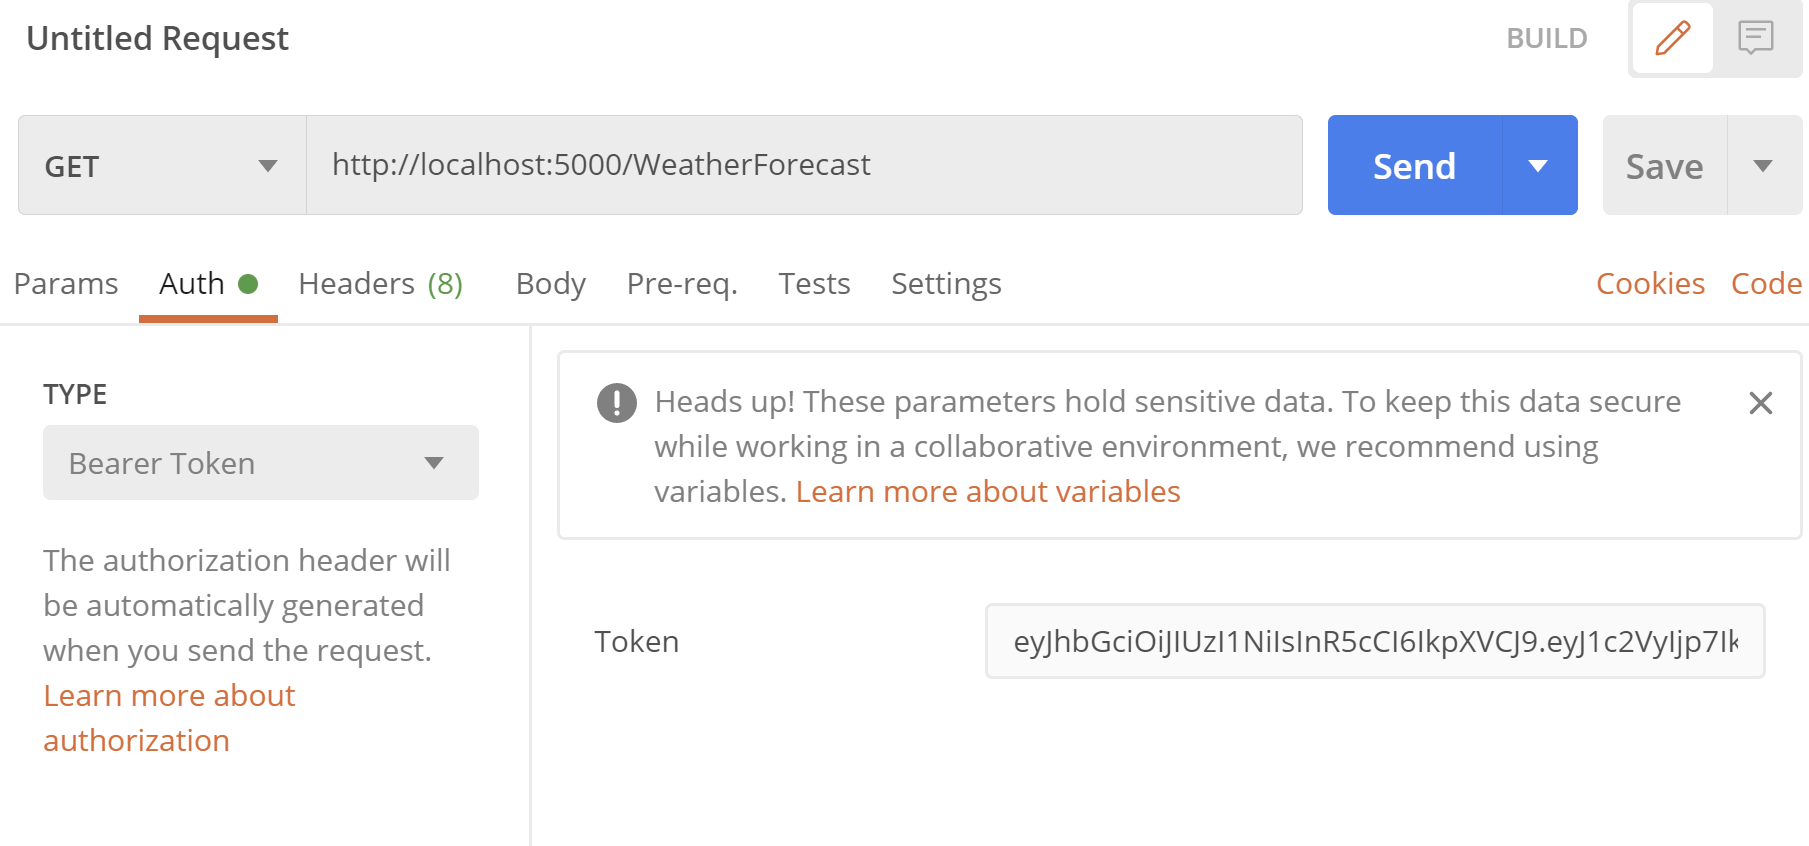 Untitled Request
BUILD
GET
http://localhost:5000/WeatherForecast
Send
Save
Params Auth Headers (8) Body Pre-req. Tests Settings Cookies Code
TYPE
Bearer Token
The authorization header will
be automatically generated
when you send the request.
Learn more about
authorization
Heads up! These parameters hold sensitive data. To keep this data secure
while working in a collaborative environment, we recommend using
variables. Learn more about variables
Token
eyJhbGciOiJIUzI1NiIsInR5cCI6IkpXVCJ9.eyJ1c2VyIjp7Ik